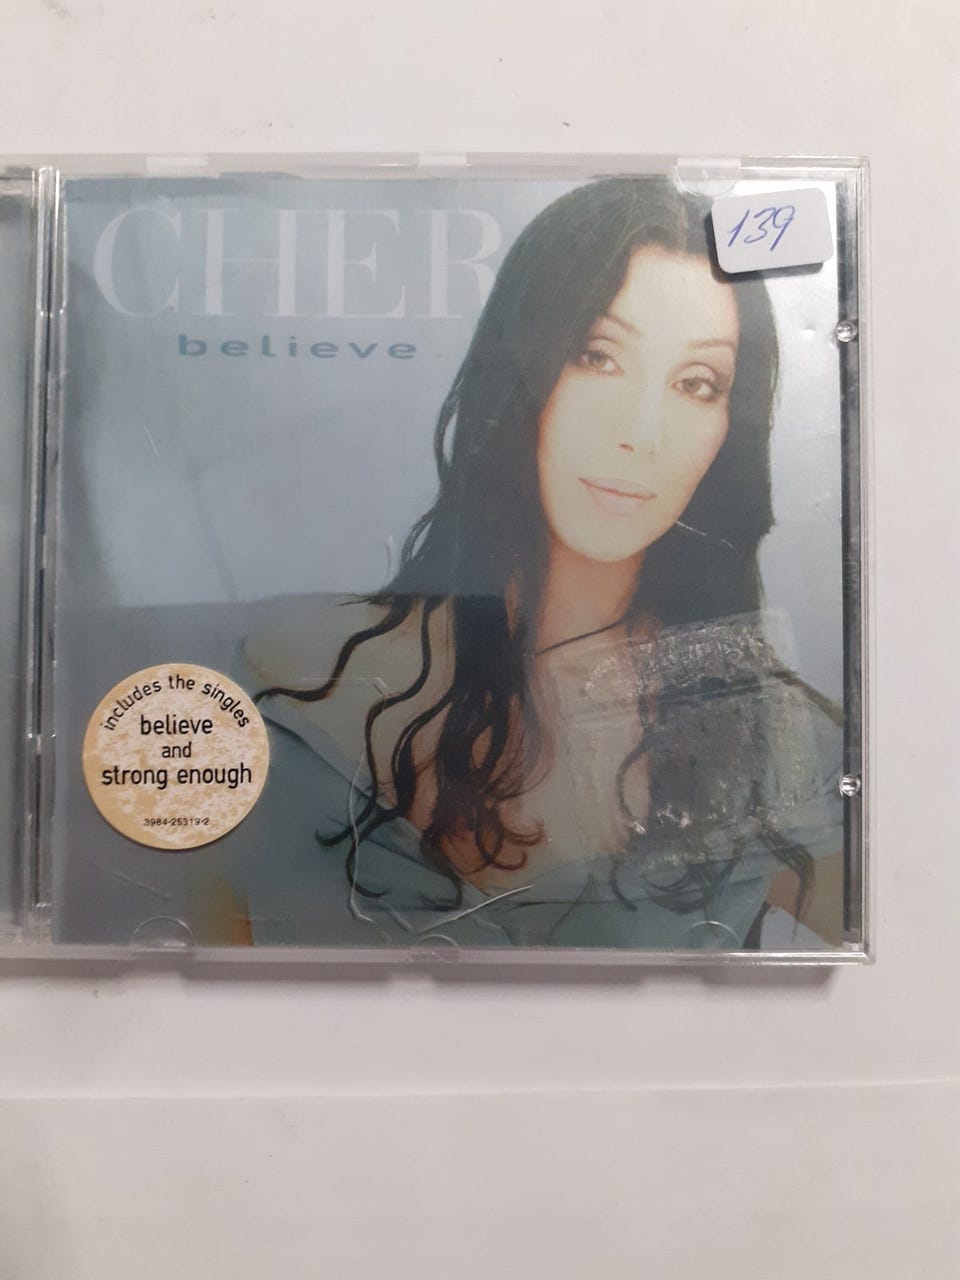 CHER
139
believe
includes the singles
believe
and
strong enough
3984-25319-2